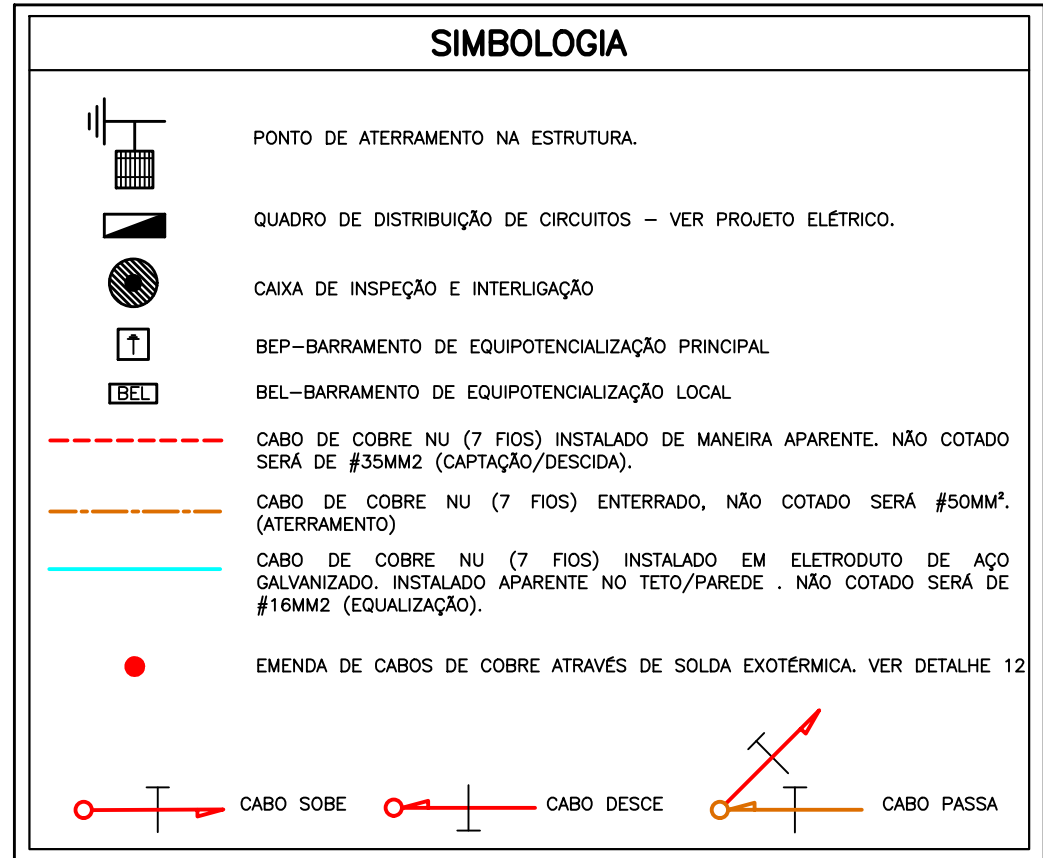 SIMBOLOGIA
PONTO DE ATERRAMENTO NA ESTRUTURA.
QUADRO DE DISTRIBUIÇÃO DE CIRCUITOS – VER PROJETO ELÉTRICO.
CAIXA DE INSPEÇÃO E INTERLIGAÇÃO
BEP–BARRAMENTO DE EQUIPOTENCIALIZAÇÃO PRINCIPAL
BEL
BEL–BARRAMENTO DE EQUIPOTENCIALIZAÇÃO LOCAL
CABO DE COBRE NU (7 FIOS) INSTALADO DE MANEIRA APARENTE. NÃO COTADO
SERÁ DE #35MM2 (CAPTAÇÃO/DESCIDA).
CABO DE COBRE NU (7 FIOS) ENTERRADO, NÃO COTADO SERÁ #50MM².
(ATERRAMENTO)
CABO DE COBRE NU (7 FIOS) INSTALADO EM ELETRODUTO DE AÇO
GALVANIZADO. INSTALADO APARENTE NO TETO/PAREDE . NÃO COTADO SERÁ DE
#16MM2 (EQUALIZAÇÃO).
EMENDA DE CABOS DE COBRE ATRAVÉS DE SOLDA EXOTÉRMICA. VER DETALHE 12
CABO SOBE
CABO DESCE
CABO PASSA